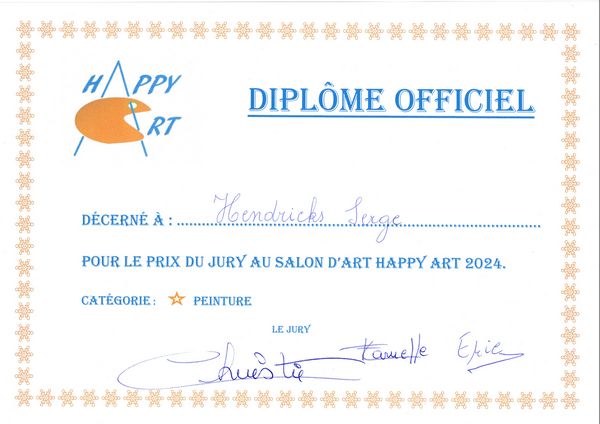 HAPPY
ART
DIPLÔME OFFICIEL
DÉCERNÉ À : Hendricks Serge
POUR LE PRIX DU JURY AU SALON D'ART HAPPY ART 2024.
CATÉGORIE : PEINTURE
LE JURY
Eric